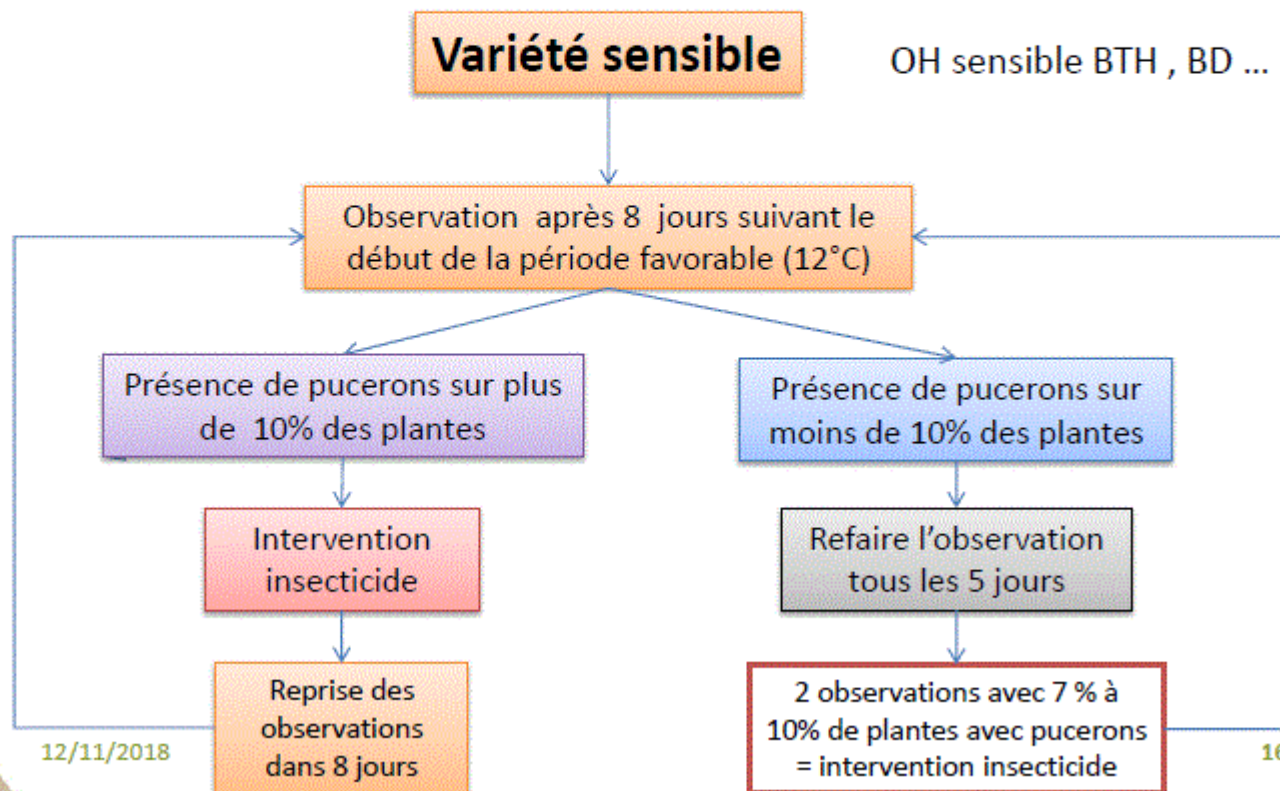 Variété sensible
OH sensible BTH , BD ...
Observation après 8 jours suivant le
début de la période favorable (12°C)
Présence de pucerons sur plus
de 10% des plantes
Présence de pucerons sur
moins de 10% des plantes
Intervention
insecticide
Refaire l'observation
tous les 5 jours
Reprise des
observations
dans 8 jours
2 observations avec 7 % à
10% de plantes avec pucerons
= intervention insecticide
12/11/2018
16